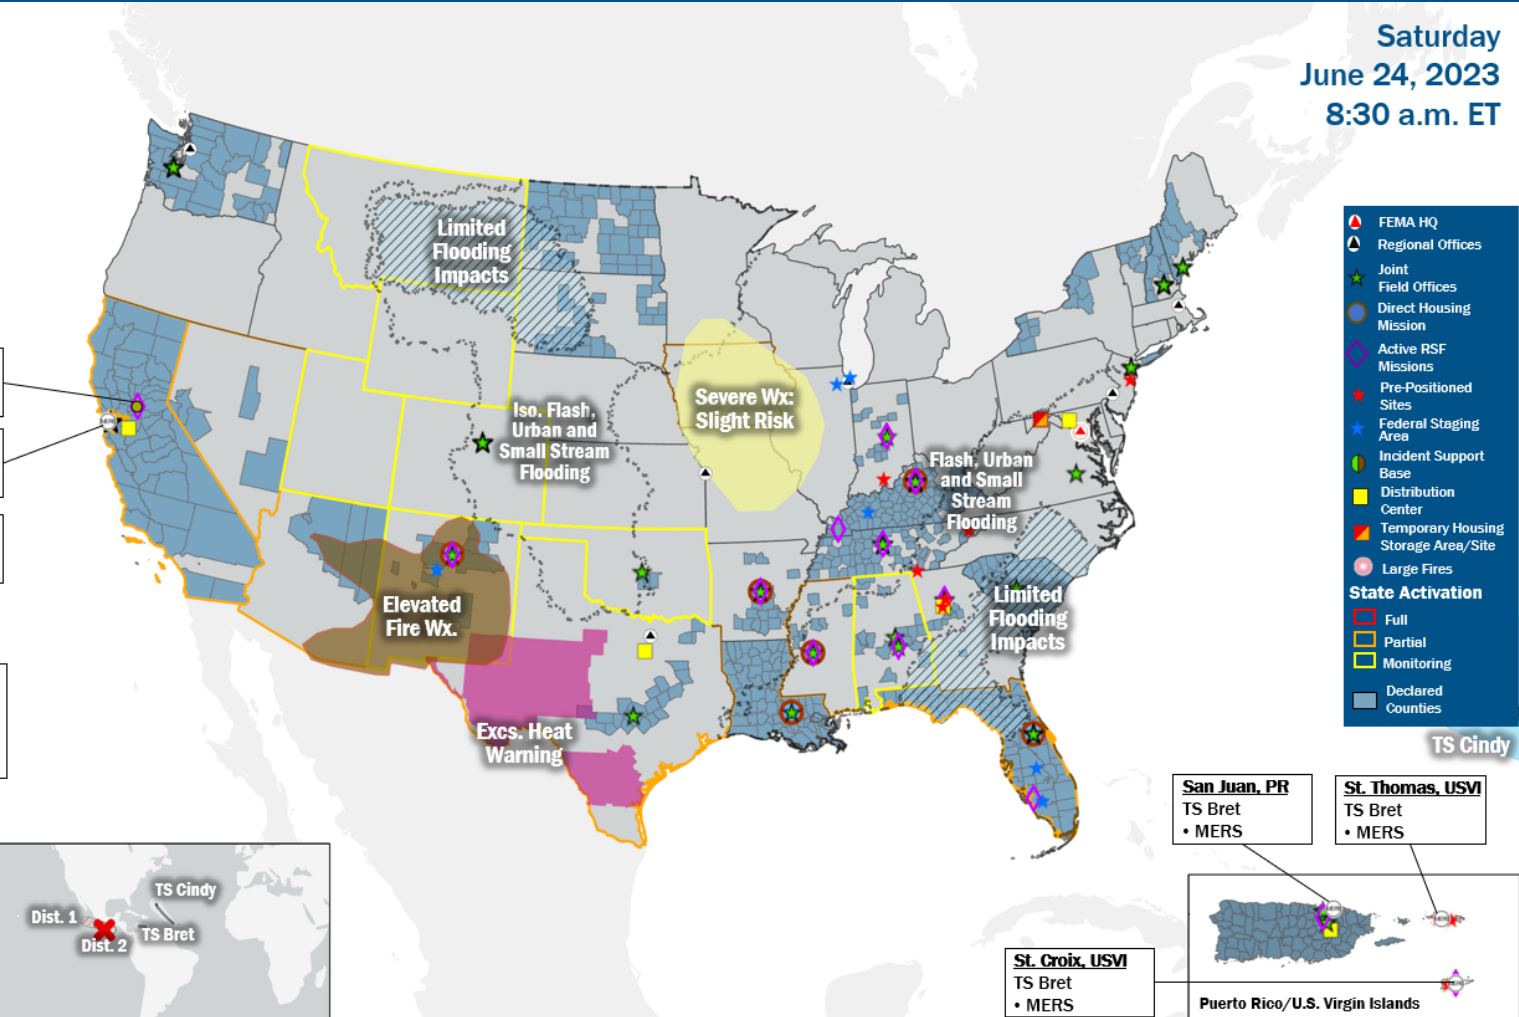 Saturday
June 24, 2023
8:30 a.m. ET
Limited
Flooding
Impacts
Severe Wx:
Slight Risk
Iso. Flash,
Urban and
Small Stream
Flooding
Flash, Urban
and Small
Stream
Flooding
Elevated
Fire Wx.
Limited
Flooding
Impacts
Excs. Heat
Warning
FEMA HQ
Regional Offices
Joint
Field Offices
Direct Housing
Mission
Active RSF
Missions
Pre-Positioned
Sites
Federal Staging
Area
Incident Support
Base
Distribution
Center
Temporary Housing
Storage Area/Site
Large Fires
State Activation
Full
Partial
Monitoring
Declared
Counties
TS Cindy
San Juan, PR
TS Bret
• MERS
St. Thomas, USVI
TS Bret
• MERS
St. Croix, USVI
TS Bret
• MERS
Puerto Rico/U.S. Virgin Islands
TS Cindy
Dist. 1
TS Bret
Dist. 2